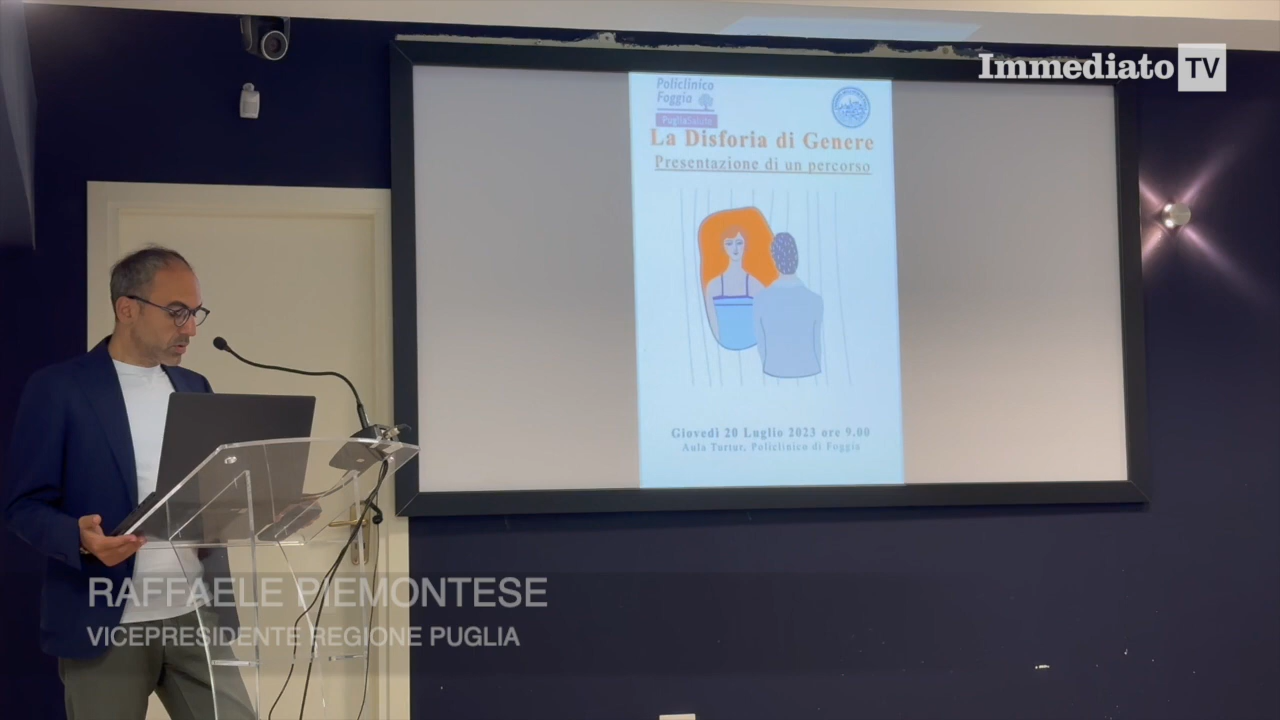 Immediato TV
Policlinico
Foggia
PugliaSalute
La Disforia di Genere
Presentazione di un percorso
Giovedì 20 Luglio 2023 ore 9.00
Aula Turtur, Policlinico di Foggia
RAFFAELE PIEMONTESE
VICEPRESIDENTE REGIONE PUGLIA